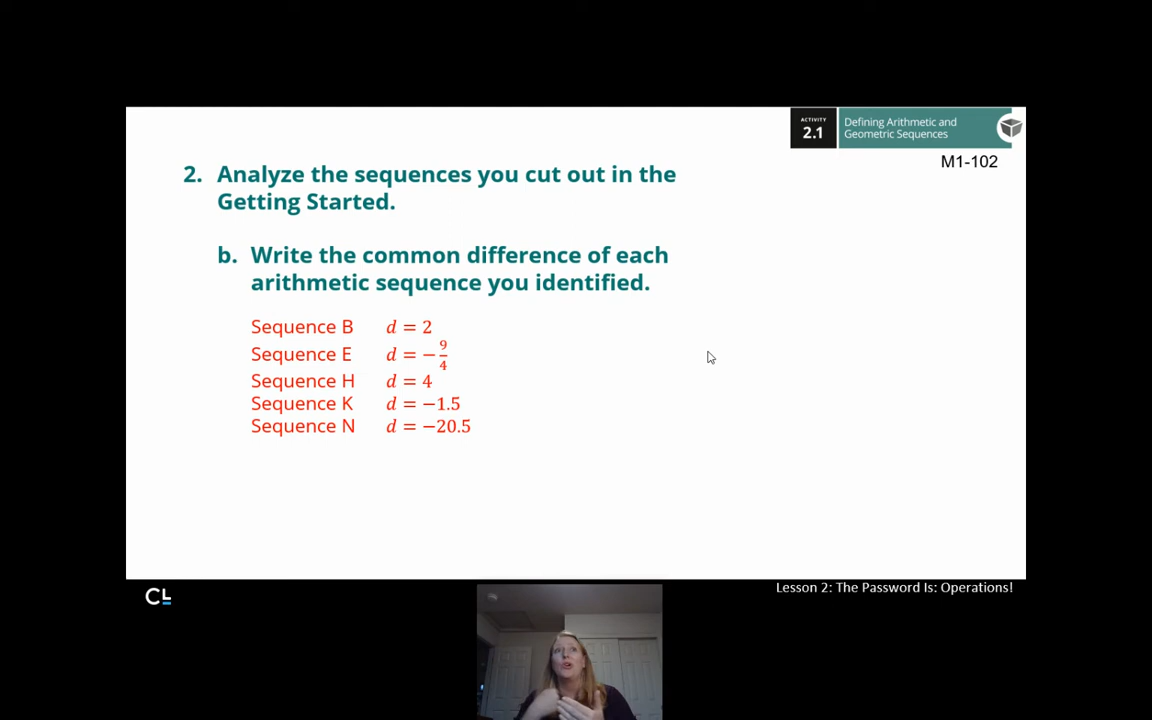 ACTIVITY
2.1
Defining Arithmetic and
Geometric Sequences
M1-102
2. Analyze the sequences you cut out in the
Getting Started.
b. Write the common difference of each
arithmetic sequence you identified.
Sequence B d = 2
Sequence E d = −9/4
Sequence H d = 4
Sequence K d = −1.5
Sequence N d = −20.5
CL
Lesson 2: The Password Is: Operations!